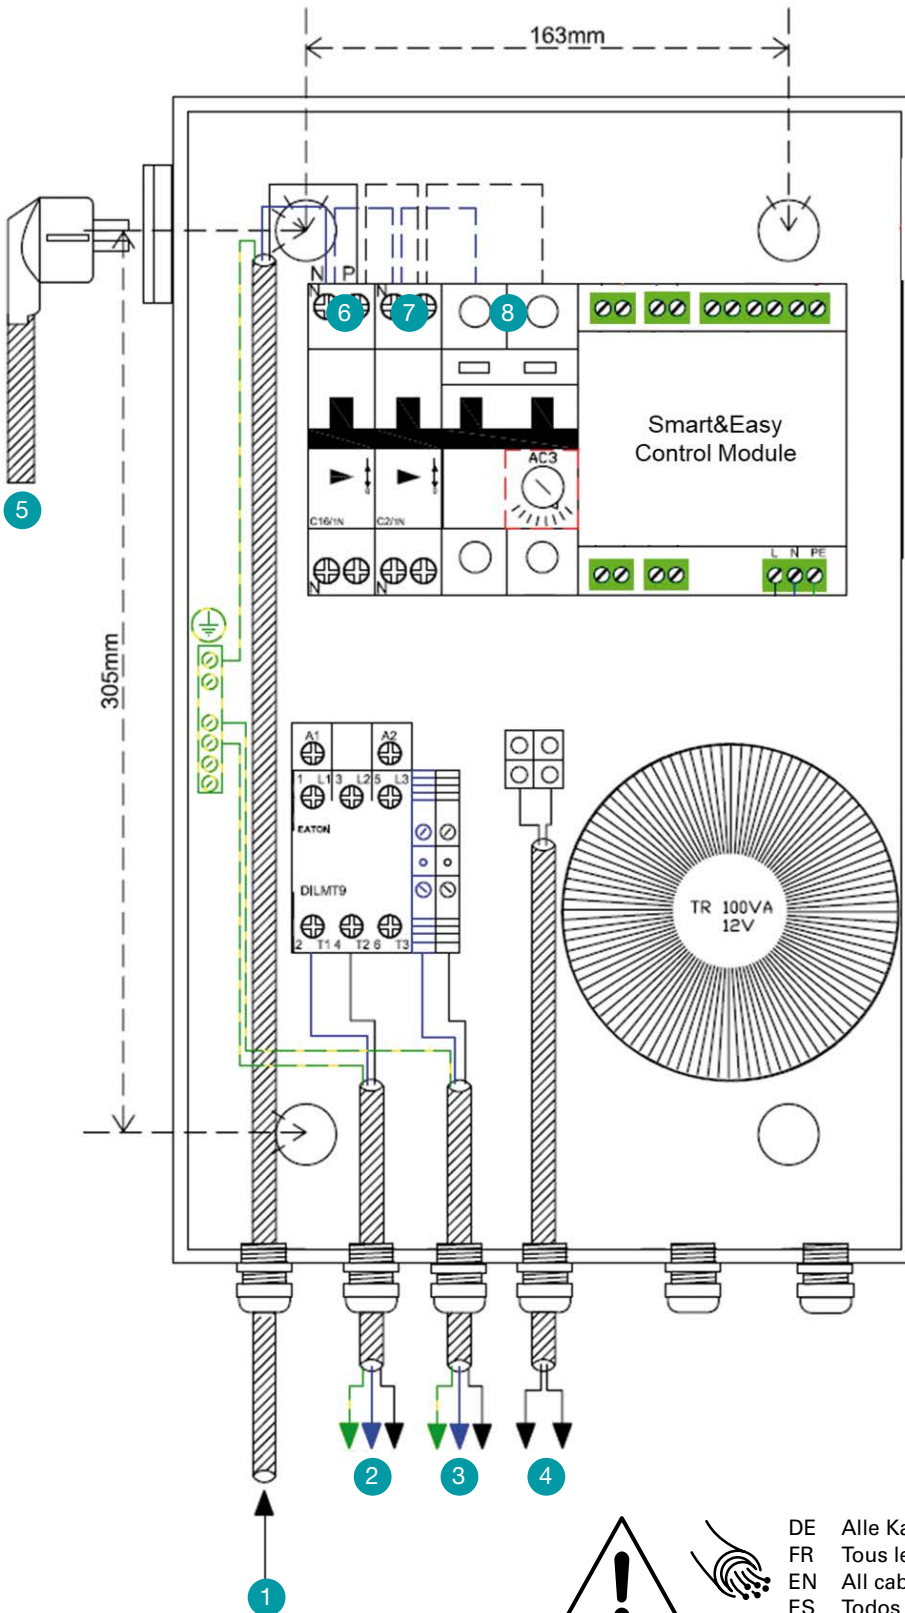 163mm
N P
N N
6 7 8
Smart&Easy
Control Module
AC3
5
C16/1N C2/1N
L N PE
N N
305mm
A1 A2
1 L1 3 L2 5 L3
EATON
DILMT9
2 T1 4 T2 6 T3
TR 100VA
12V
2 3 4
1
DE Alle Ka
FR Tous le
EN All cab
ES Todos